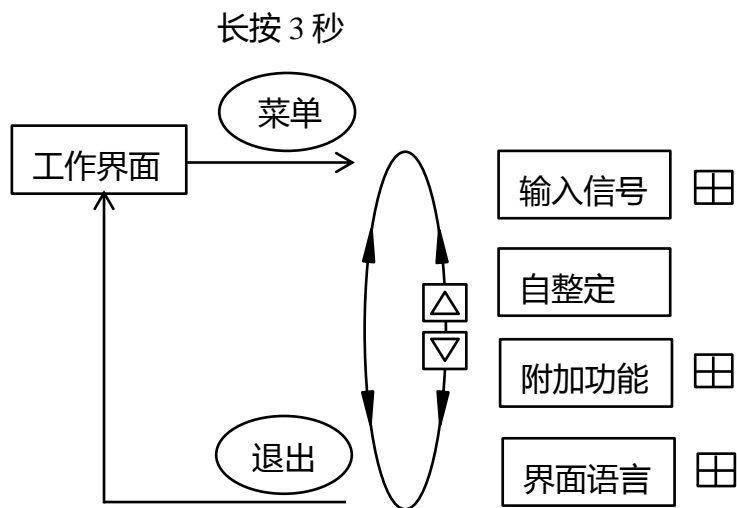 长按 3 秒
菜单
工作界面
输入信号
自整定
附加功能
退出
界面语言